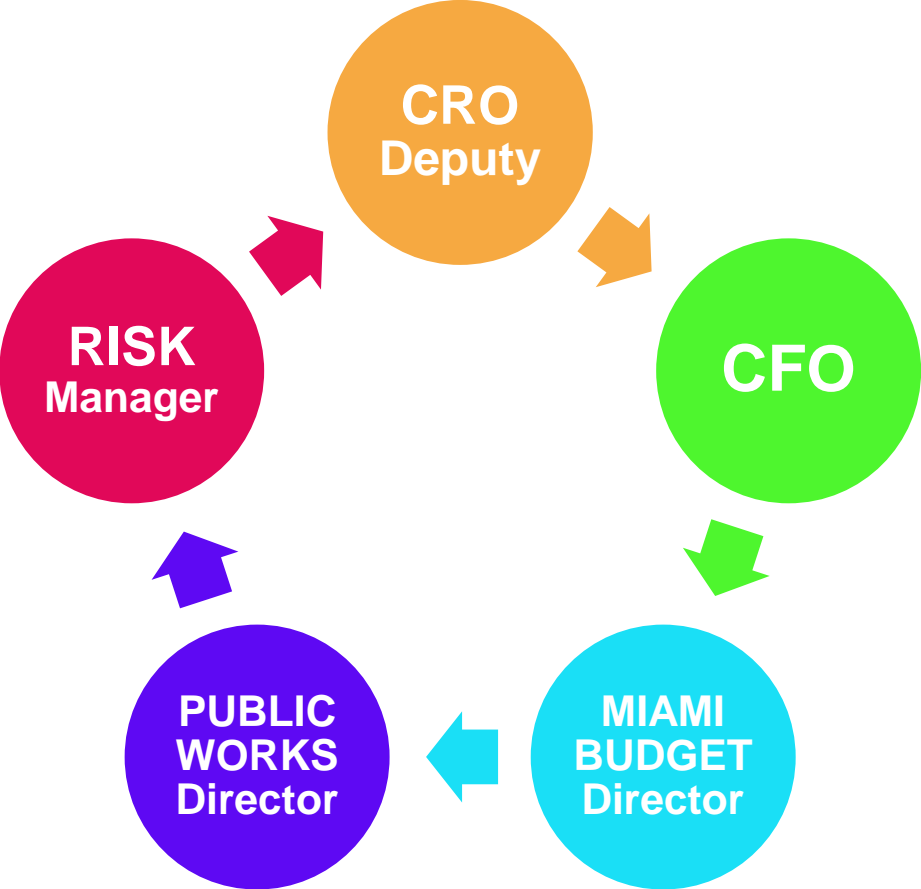 CRO
Deputy
CFO
MIAMI
BUDGET
Director
PUBLIC
WORKS
Director
RISK
Manager